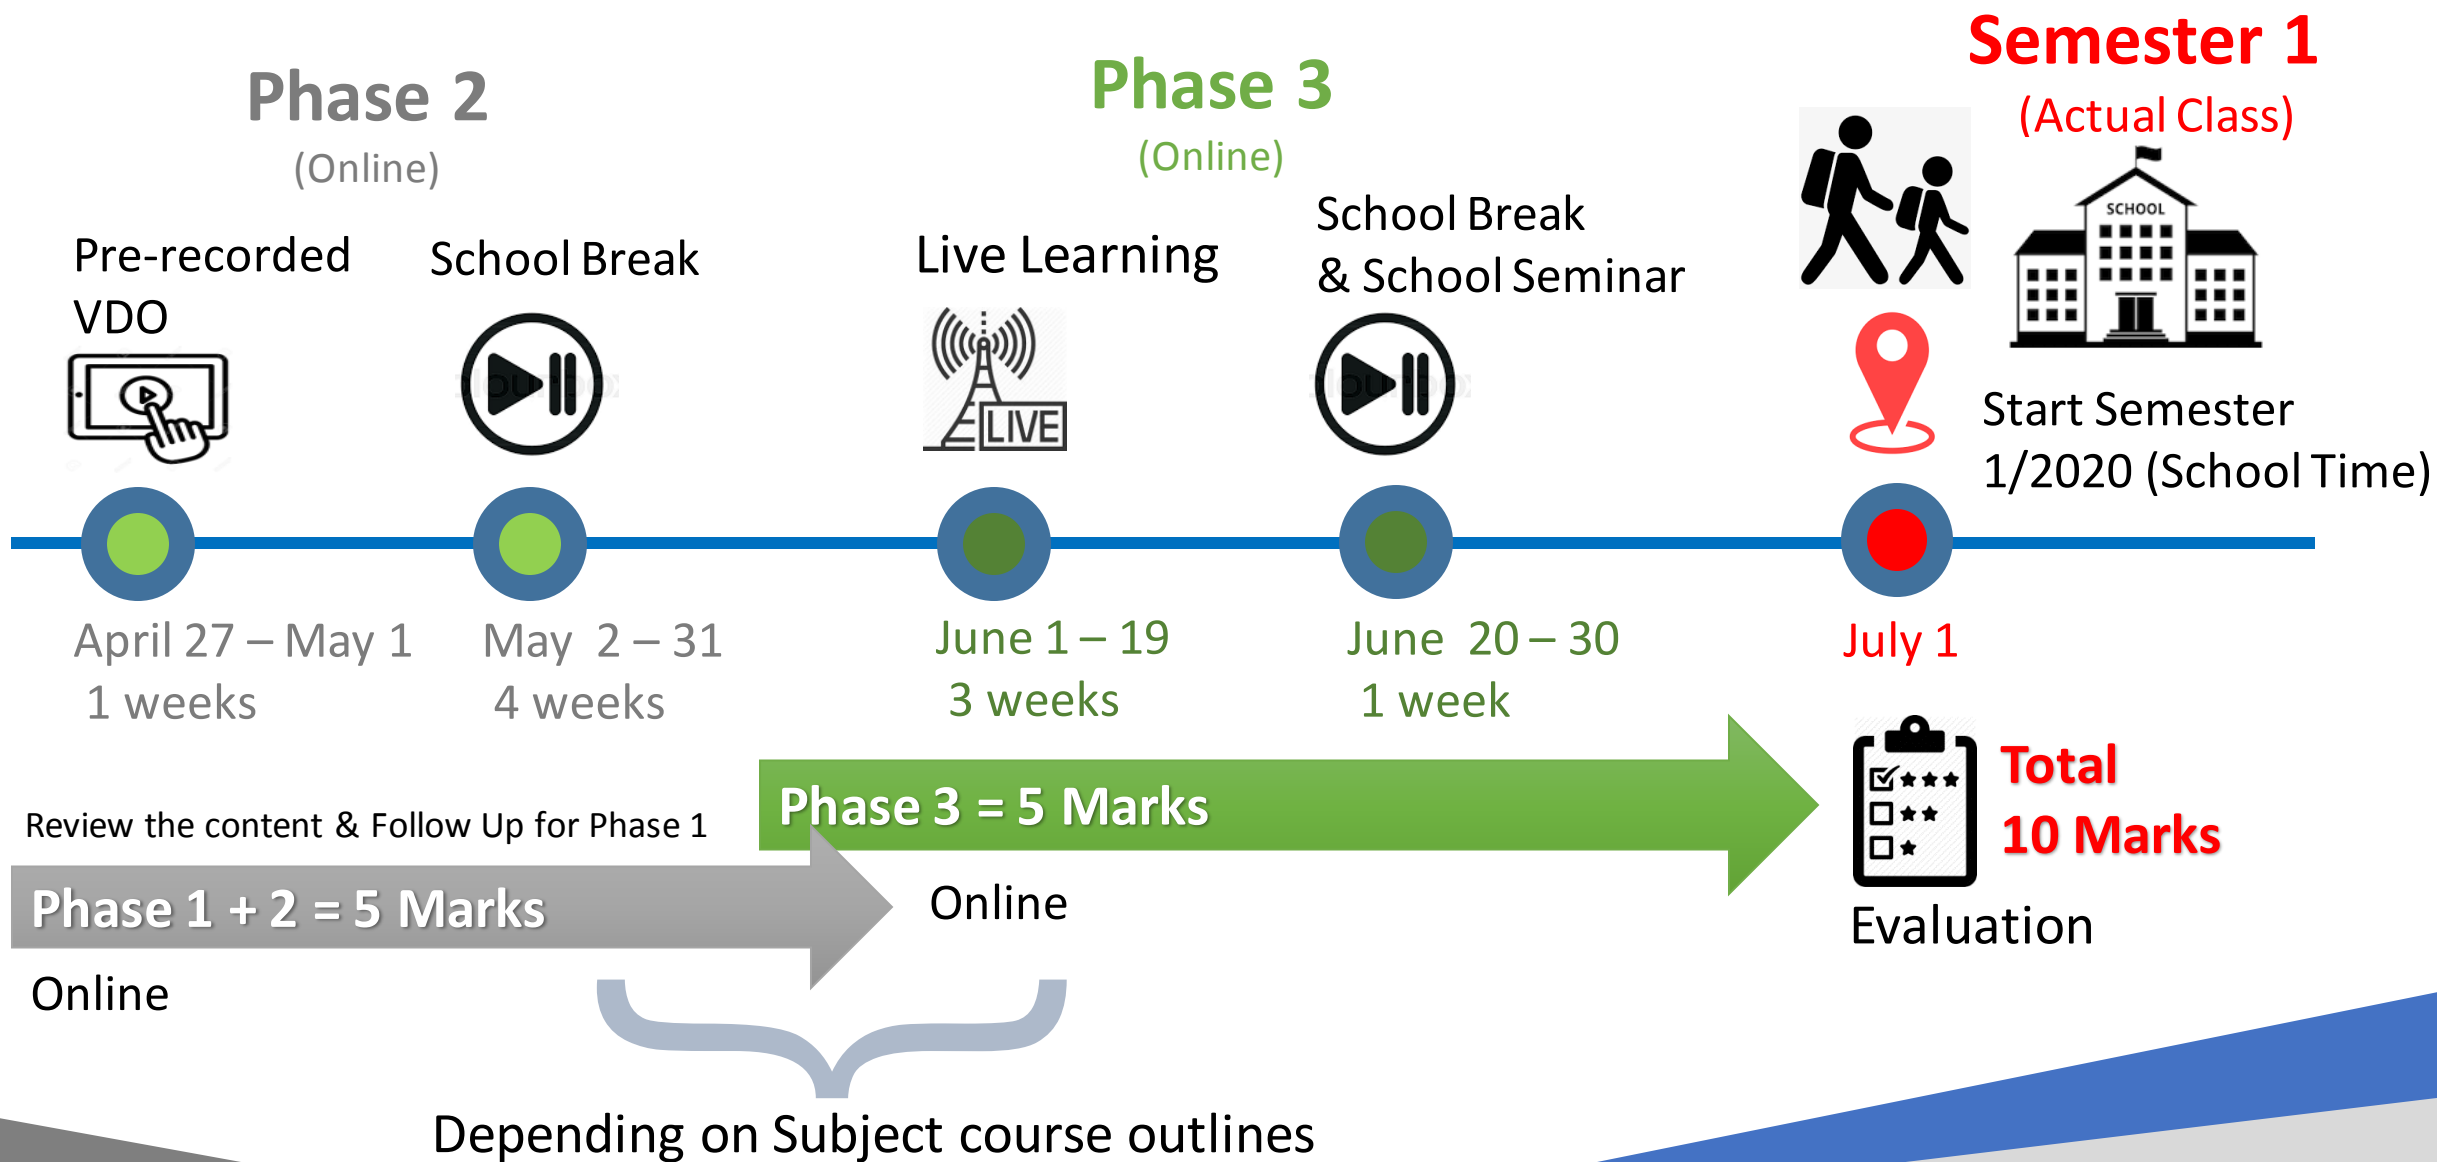 Phase 2
(Online)
Phase 3
(Online)
Semester 1
(Actual Class)
Pre-recorded
VDO
School Break
Live Learning
School Break
& School Seminar
SCHOOL
LIVE
Start Semester
1/2020 (School Time)
April 27 – May 1
1 weeks
May 2 – 31
4 weeks
June 1 – 19
3 weeks
June 20 – 30
1 week
July 1
Review the content & Follow Up for Phase 1
Phase 1 + 2 = 5 Marks
Online
Phase 3 = 5 Marks
Online
Total
10 Marks
Evaluation
Depending on Subject course outlines